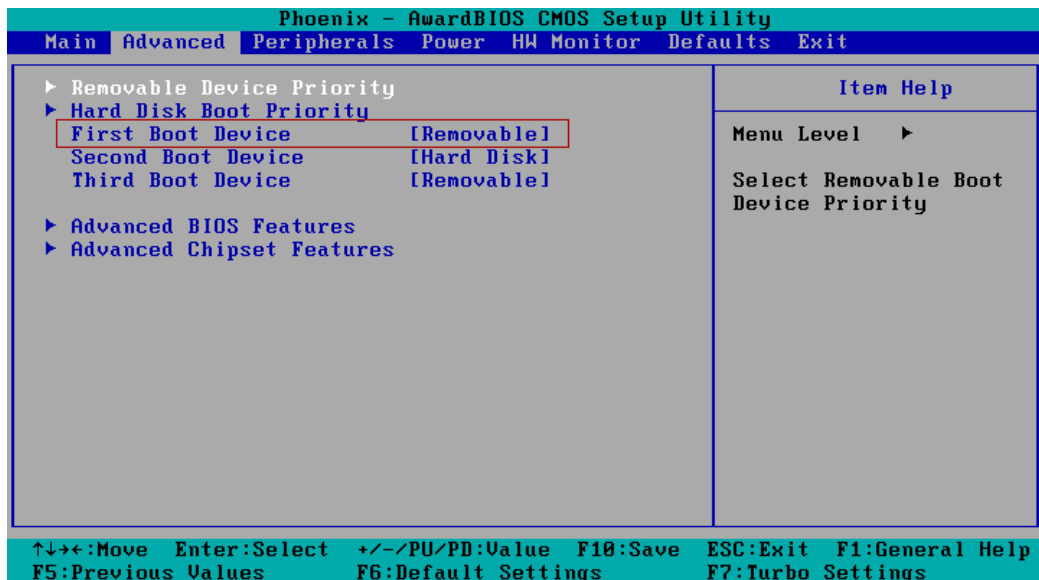 Phoenix - AwardBIOS CMOS Setup Utility
Main Advanced Peripherals Power HW Monitor Defaults Exit
▶ Removable Device Priority
▶ Hard Disk Boot Priority
First Boot Device [Removable]
Second Boot Device [Hard Disk]
Third Boot Device [Removable]
▶ Advanced BIOS Features
▶ Advanced Chipset Features
Item Help
Menu Level ▶
Select Removable Boot
Device Priority
↑↓→←:Move Enter:Select +/-/PU/PD:Value F10:Save ESC:Exit F1:General Help
F5:Previous Values F6:Default Settings F7:Turbo Settings